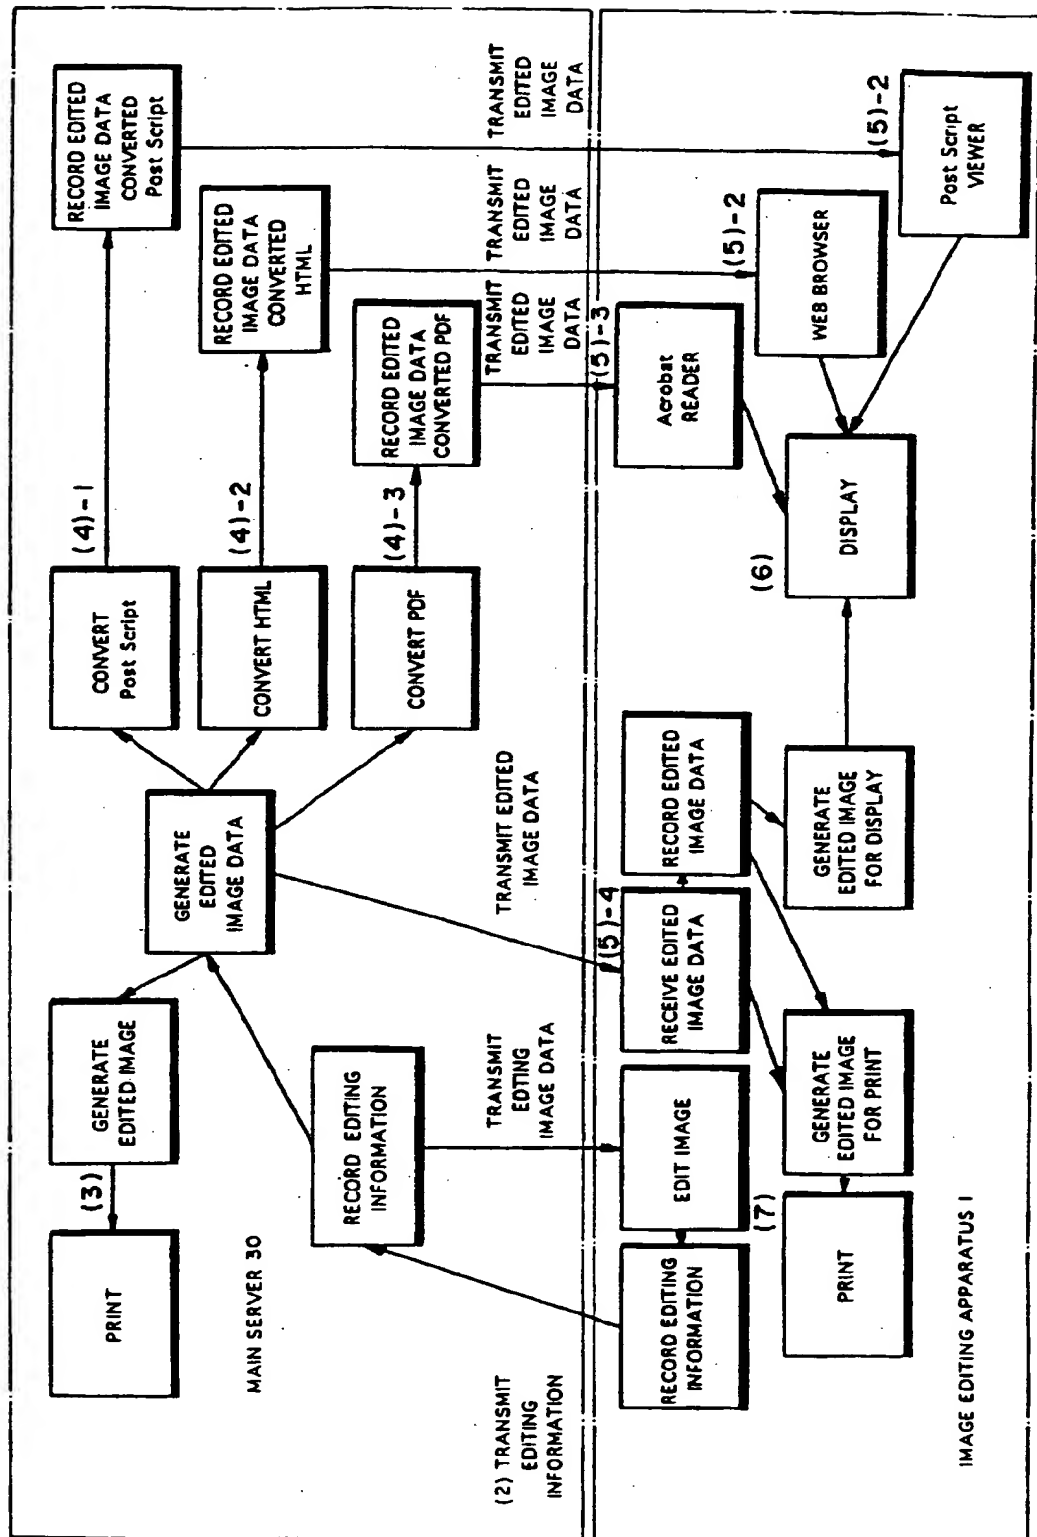 PRINT
(3)
GENERATE
EDITED IMAGE
GENERATE
EDITED
IMAGE DATA
CONVERT
Post Script
(4)-1
RECORD EDITED
IMAGE DATA
CONVERTED
Post Script
CONVERT HTML
(4)-2
RECORD EDITED
IMAGE DATA
CONVERTED
HTML
CONVERT PDF
(4)-3
RECORD EDITED
IMAGE DATA
CONVERTED PDF
MAIN SERVER 30
RECORD EDITING
INFORMATION
(2) TRANSMIT
EDITING
INFORMATION
TRANSMIT
EDTING
IMAGE DATA
TRANSMIT EDITED
IMAGE DATA
TRANSMIT
EDITED
IMAGE
DATA
TRANSMIT
EDITED
IMAGE
DATA
TRANSMIT
EDITED
IMAGE
DATA
RECORD EDITING
INFORMATION
EDIT IMAGE
(5)-4
RECEIVE EDITED
IMAGE DATA
RECORD EDITED
IMAGE DATA
(5)-3
Acrobat
READER
(5)-2
WEB BROWSER
(5)-2
Post Script
VIEWER
(7)
PRINT
GENERATE
EDITED IMAGE
FOR PRINT
GENERATE
EDITED IMAGE
FOR DISPLAY
(6)
DISPLAY
IMAGE EDITING APPARATUS 1